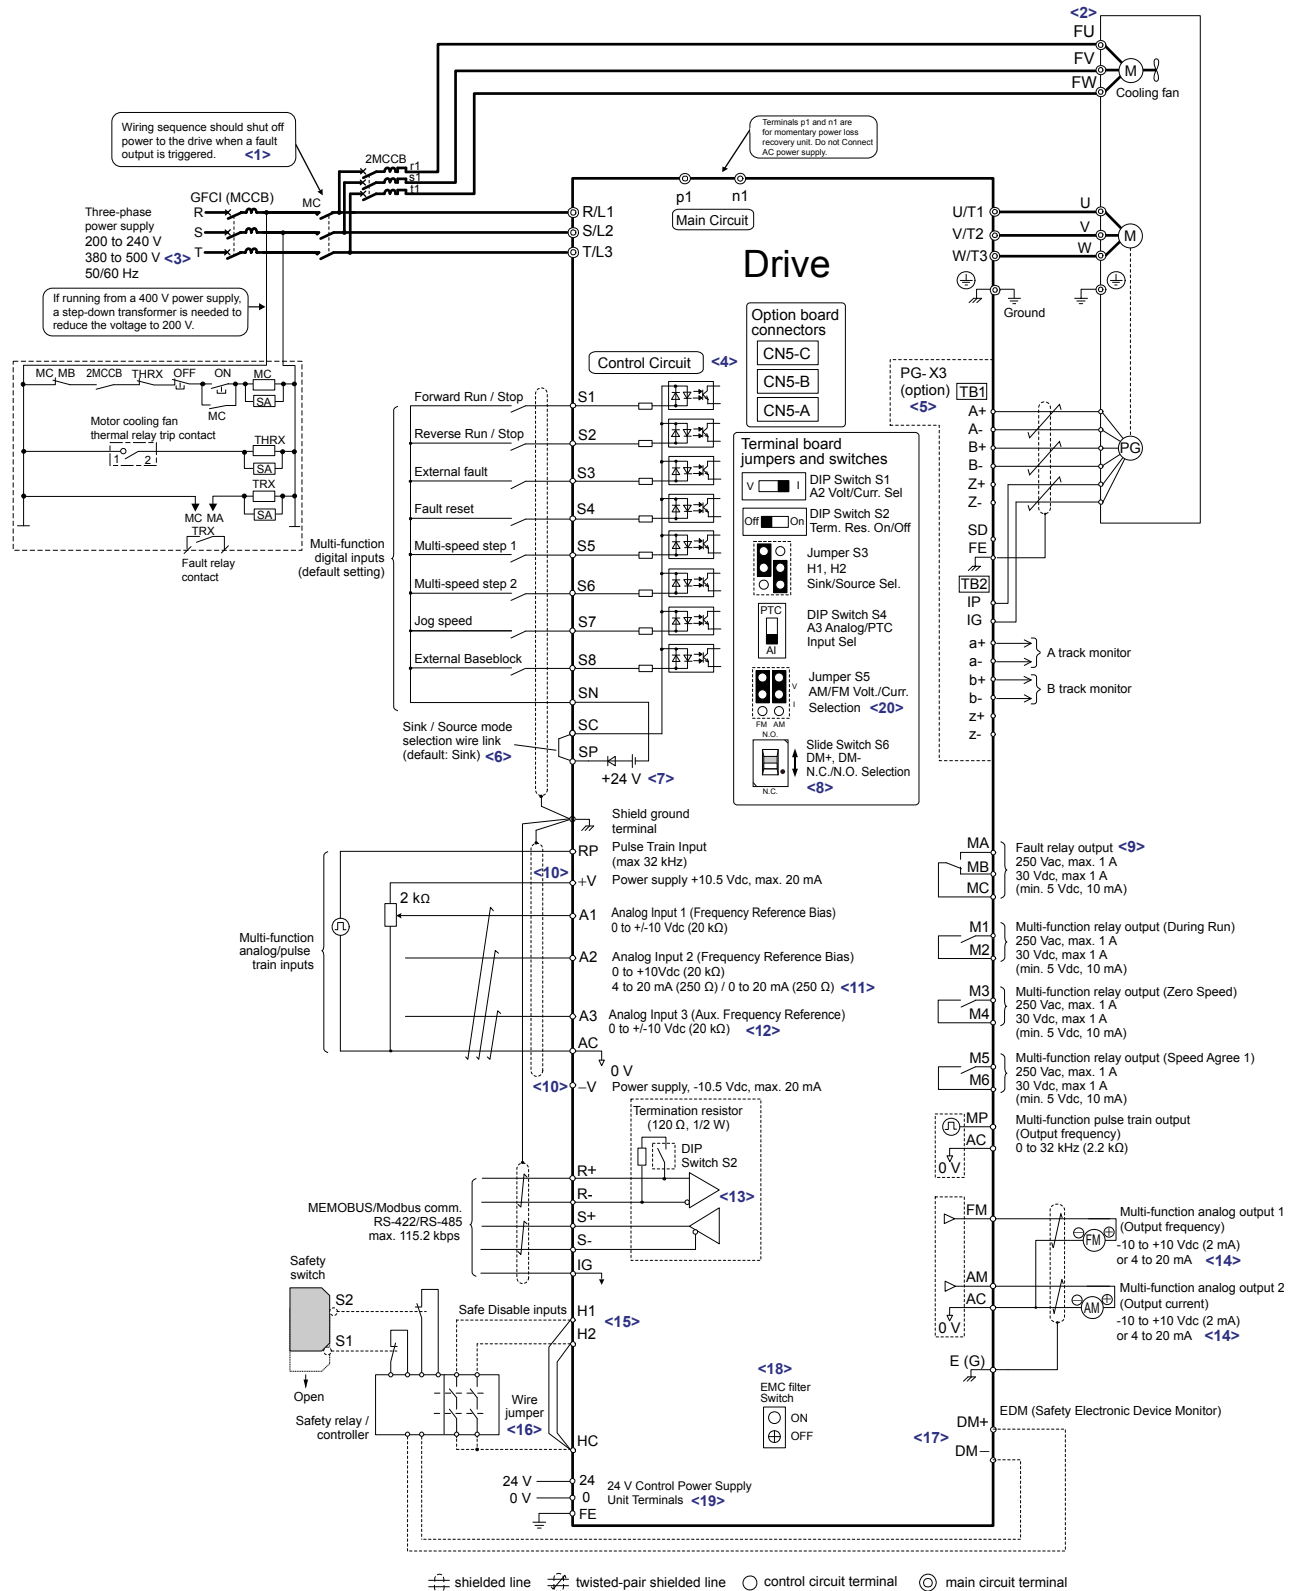 <2>
FU
FV
FW
M
Cooling fan
Wiring sequence should shut off
power to the drive when a fault
output is triggered. <1>
Terminals p1 and n1 are
for momentary power loss
recovery unit. Do not Connect
AC power supply.
2MCCB
r1
s1
t1
GFCI (MCCB)
MC
Three-phase
power supply
200 to 240 V
380 to 500 V <3>
50/60 Hz
R
S
T
R/L1
S/L2
T/L3
p1
n1
Main Circuit
Drive
U/T1
V/T2
W/T3
U
V
W
M
Ground
If running from a 400 V power supply,
a step-down transformer is needed to
reduce the voltage to 200 V.
MC MB
2MCCB
THRX
OFF
ON
MC
SA
MC
Motor cooling fan
thermal relay trip contact
1
2
THRX
SA
TRX
SA
MC MA
TRX
Fault relay
contact
Option board
connectors
CN5-C
CN5-B
CN5-A
Control Circuit <4>
PG-X3
(option)
<5>
TB1
A+
A-
B+
B-
Z+
Z-
PG
SD
FE
TB2
IP
IG
a+
a-
A track monitor
b+
b-
B track monitor
z+
z-
Multi-function
digital inputs
(default setting)
Forward Run / Stop
S1
Reverse Run / Stop
S2
External fault
S3
Fault reset
S4
Multi-speed step 1
S5
Multi-speed step 2
S6
Jog speed
S7
External Baseblock
S8
SN
SC
SP
+24 V <7>
Sink / Source mode
selection wire link
(default: Sink) <6>
Terminal board
jumpers and switches
V
I
DIP Switch S1
A2 Volt/Curr. Sel
Off
On
DIP Switch S2
Term. Res. On/Off
Jumper S3
H1, H2
Sink/Source Sel.
PTC
AI
DIP Switch S4
A3 Analog/PTC
Input Sel
V
I
FM AM
Jumper S5
AM/FM Volt./Curr.
Selection <20>
N.O.
N.C.
Slide Switch S6
DM+, DM-
N.C./N.O. Selection
<8>
Shield ground
terminal
RP
Pulse Train Input
(max 32 kHz)
<10>
+V
Power supply +10.5 Vdc, max. 20 mA
2 kΩ
Multi-function
analog/pulse
train inputs
A1
Analog Input 1 (Frequency Reference Bias)
0 to +/-10 Vdc (20 kΩ)
A2
Analog Input 2 (Frequency Reference Bias)
0 to +10Vdc (20 kΩ)
4 to 20 mA (250 Ω) / 0 to 20 mA (250 Ω) <11>
A3
Analog Input 3 (Aux. Frequency Reference)
0 to +/-10 Vdc (20 kΩ) <12>
AC
0 V
<10>
−V
Power supply, -10.5 Vdc, max. 20 mA
MA
MB
MC
Fault relay output <9>
250 Vac, max. 1 A
30 Vdc, max 1 A
(min. 5 Vdc, 10 mA)
M1
M2
Multi-function relay output (During Run)
250 Vac, max. 1 A
30 Vdc, max 1 A
(min. 5 Vdc, 10 mA)
M3
M4
Multi-function relay output (Zero Speed)
250 Vac, max. 1 A
30 Vdc, max 1 A
(min. 5 Vdc, 10 mA)
M5
M6
Multi-function relay output (Speed Agree 1)
250 Vac, max. 1 A
30 Vdc, max 1 A
(min. 5 Vdc, 10 mA)
MP
AC
0 V
Multi-function pulse train output
(Output frequency)
0 to 32 kHz (2.2 kΩ)
Termination resistor
(120 Ω, 1/2 W)
DIP
Switch S2
<13>
MEMOBUS/Modbus comm.
RS-422/RS-485
max. 115.2 kbps
R+
R-
S+
S-
IG
FM
FM
Multi-function analog output 1
(Output frequency)
-10 to +10 Vdc (2 mA)
or 4 to 20 mA <14>
AM
AC
0 V
AM
Multi-function analog output 2
(Output current)
-10 to +10 Vdc (2 mA)
or 4 to 20 mA <14>
E (G)
Safety
switch
S2
S1
Open
Safety relay /
controller
Safe Disable inputs
H1
<15>
H2
Wire
jumper
<16>
HC
<18>
EMC filter
Switch
ON
OFF
EDM (Safety Electronic Device Monitor)
DM+
<17>
DM−
24 V
24
0 V
0
24 V Control Power Supply
Unit Terminals <19>
FE
shielded line
twisted-pair shielded line
control circuit terminal
main circuit terminal